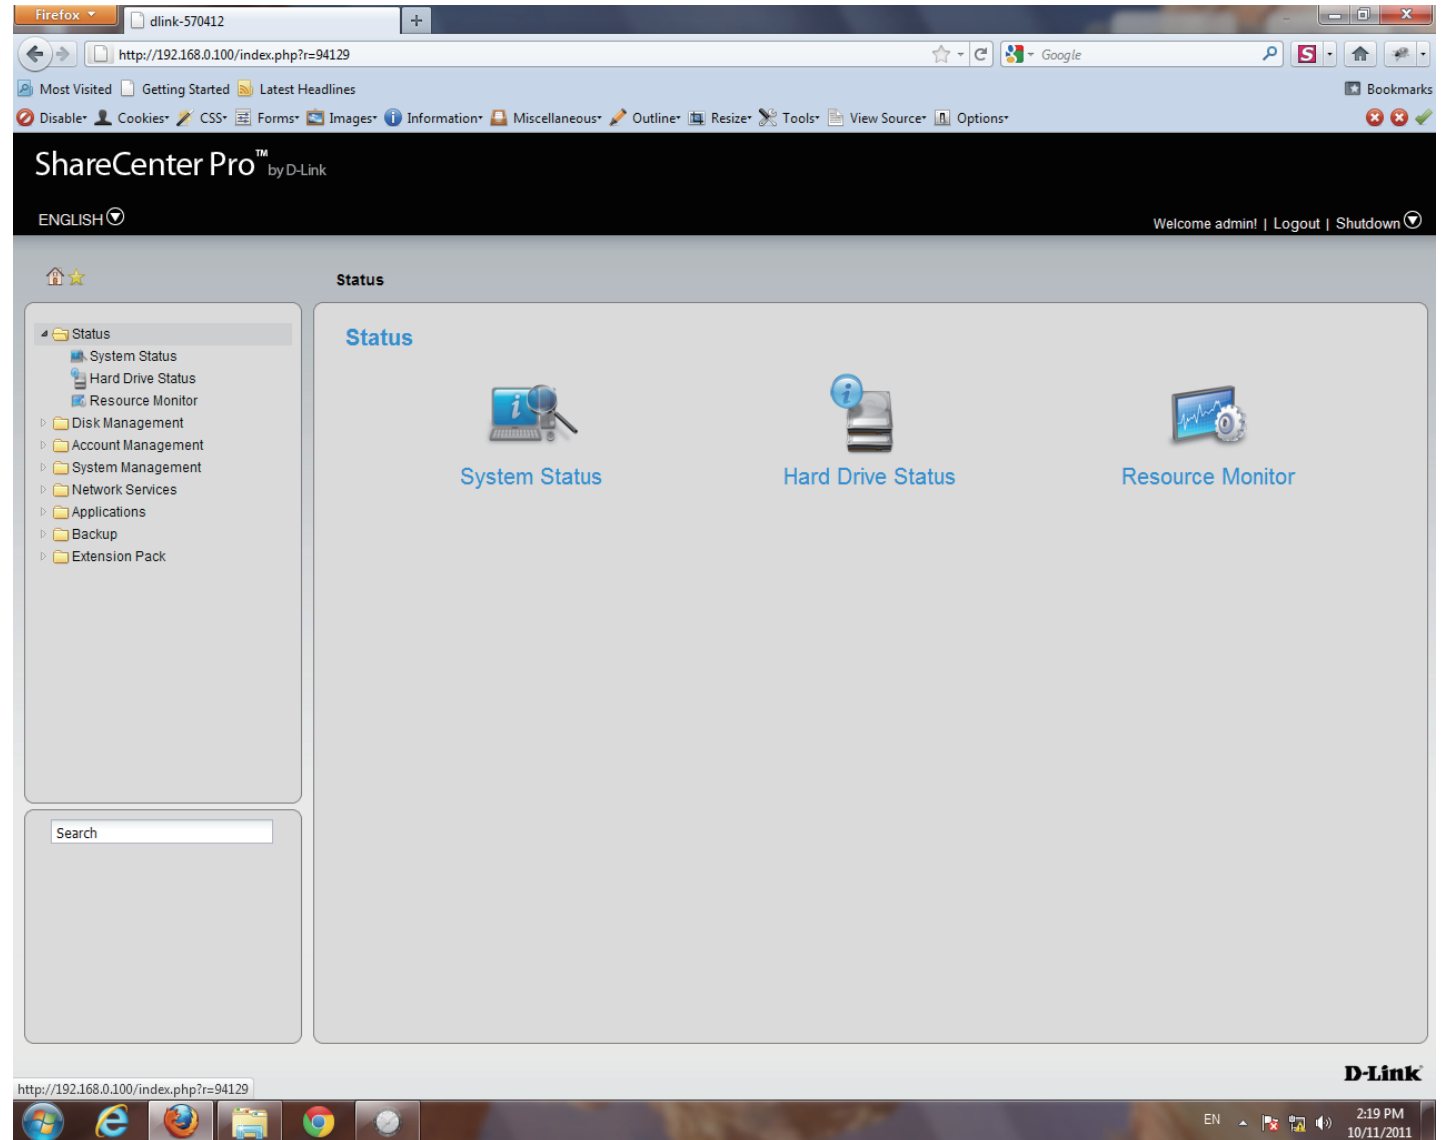 Firefox
dlink-570412
http://192.168.0.100/index.php?r=94129
Google
S
Most Visited Getting Started Latest Headlines
Bookmarks
Disable Cookies CSS Forms Images Information Miscellaneous Outline Resize Tools View Source Options
ShareCenter Pro™ by D-Link
ENGLISH
Welcome admin! | Logout | Shutdown
Status
Status
System Status
Hard Drive Status
Resource Monitor
Disk Management
Account Management
System Management
Network Services
Applications
Backup
Extension Pack
Search
Status
System Status
Hard Drive Status
Resource Monitor
D-Link
http://192.168.0.100/index.php?r=94129
EN
2:19 PM
10/11/2011